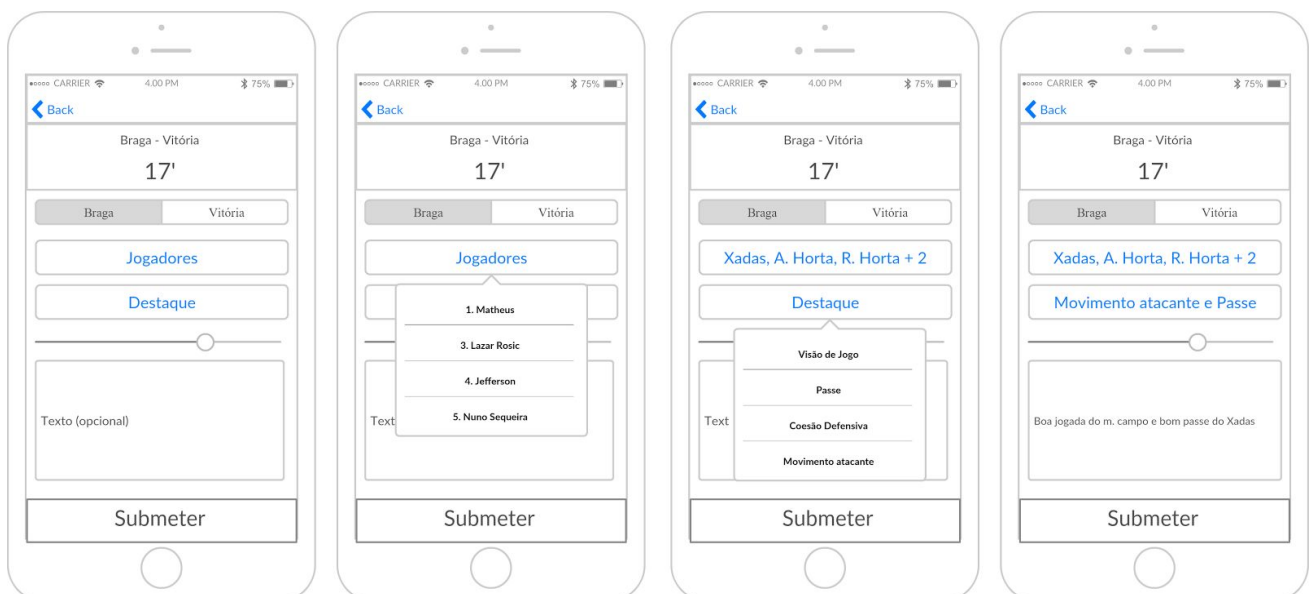 CARRIER 4.00 PM 75%
Back
Braga - Vitória
17'
Braga Vitória
Jogadores
Destaque
Texto (opcional)
Submeter
CARRIER 4.00 PM 75%
Back
Braga - Vitória
17'
Braga Vitória
Jogadores
1. Matheus
3. Lazar Rosic
4. Jefferson
5. Nuno Sequeira
Text
Submeter
CARRIER 4.00 PM 75%
Back
Braga - Vitória
17'
Braga Vitória
Xadas, A. Horta, R. Horta + 2
Destaque
Visão de Jogo
Passe
Coesão Defensiva
Movimento atacante
Text
Submeter
CARRIER 4.00 PM 75%
Back
Braga - Vitória
17'
Braga Vitória
Xadas, A. Horta, R. Horta + 2
Movimento atacante e Passe
Boa jogada do m. campo e bom passe do Xadas
Submeter